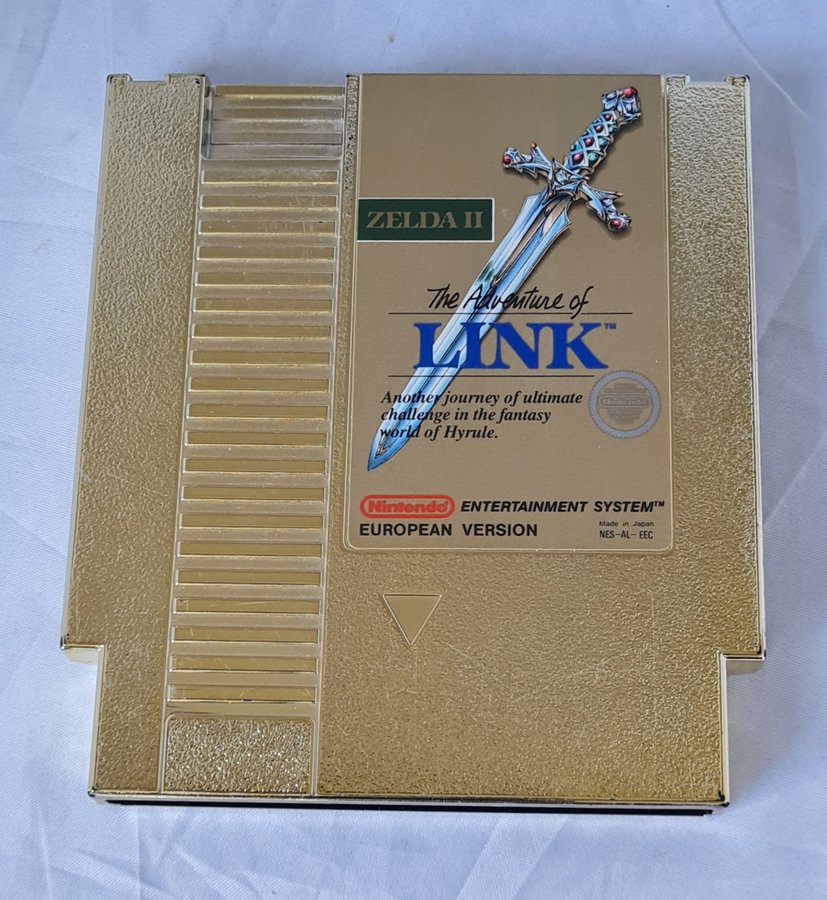 ZELDA II
The Adventure of
LINK™
Another journey of ultimate
challenge in the fantasy
world of Hyrule.
Nintendo
Nintendo® ENTERTAINMENT SYSTEM™
EUROPEAN VERSION
Made in Japan
NES-AL-EEC